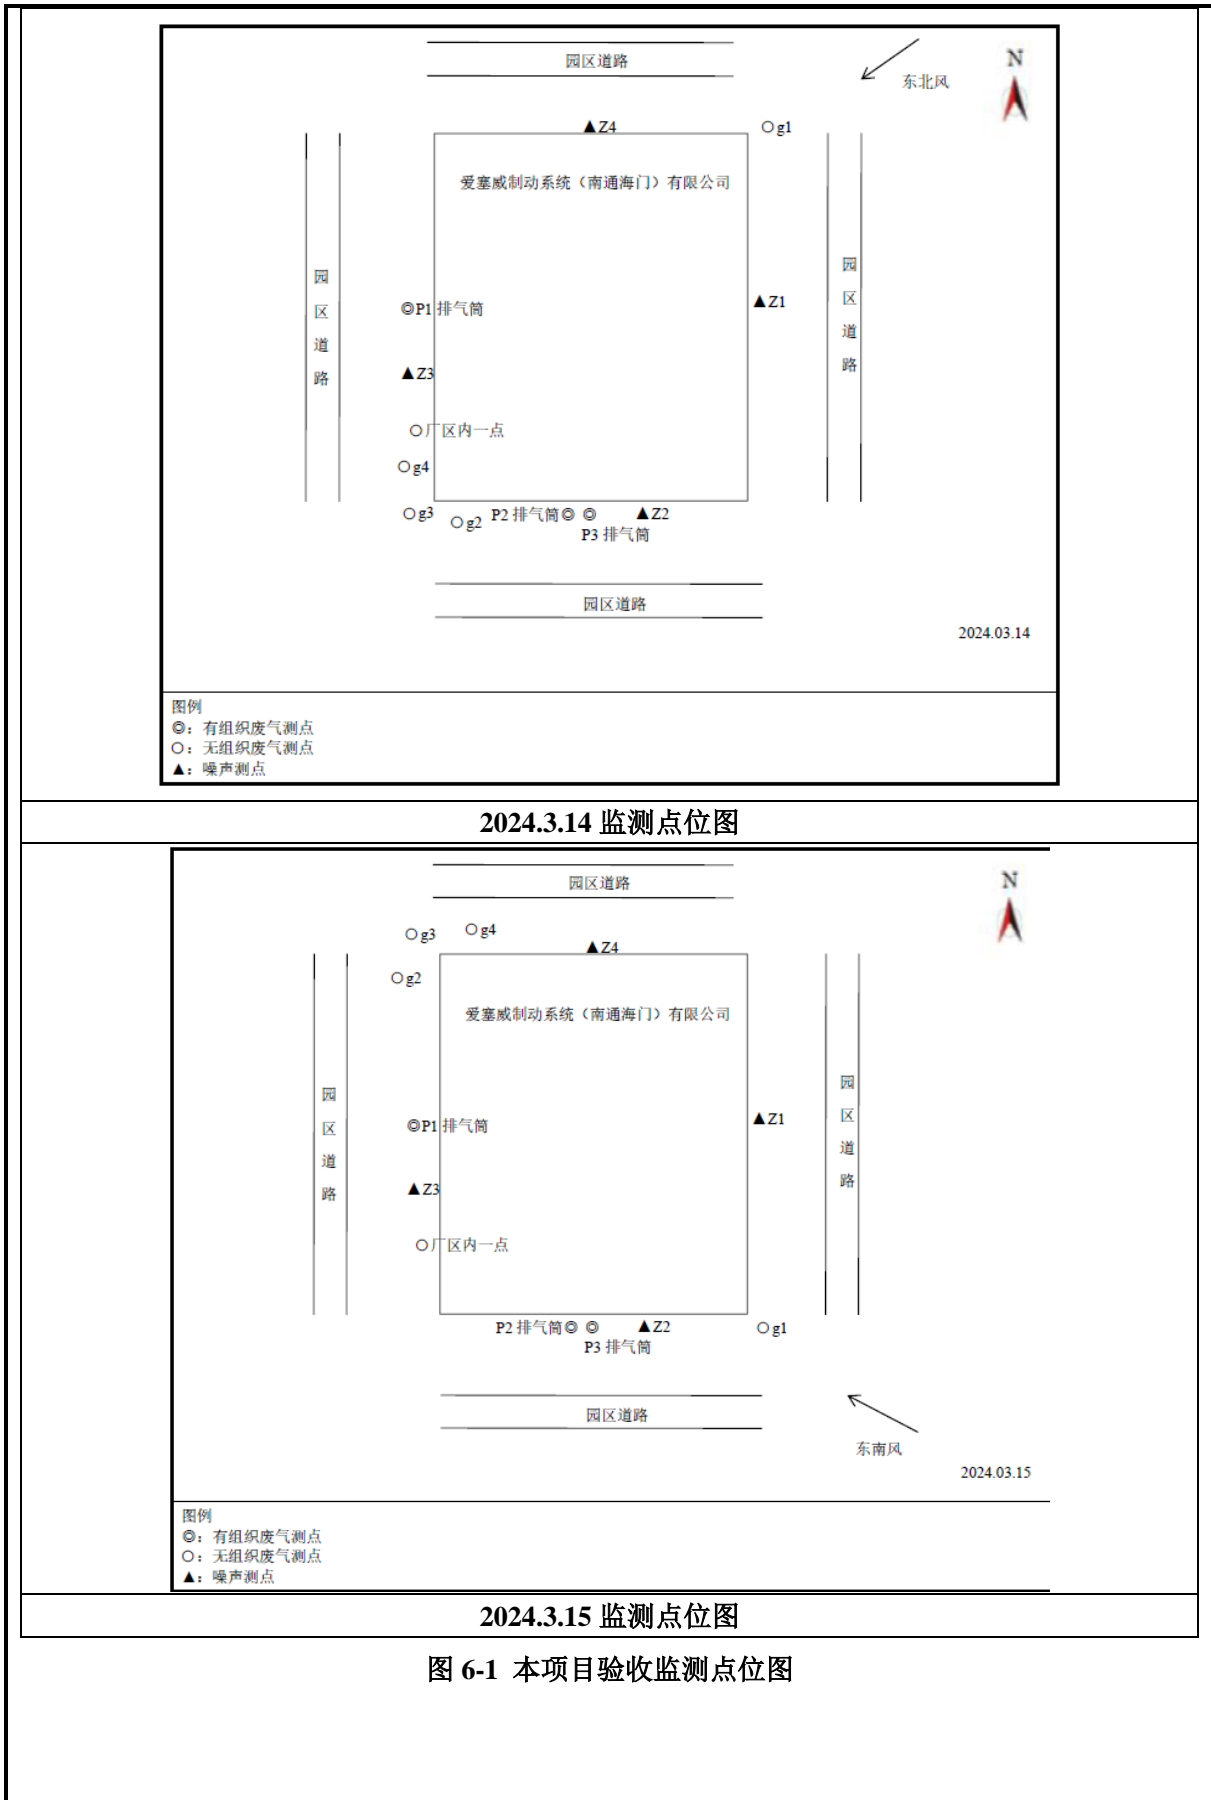 园区道路
N
东北风
▲Z4
○g1
爱塞威制动系统（南通海门）有限公司
园区道路
园区道路
◎P1 排气筒
▲Z1
▲Z3
○厂区内一点
○g4
○g3
○g2
P2 排气筒◎ ◎
▲Z2
P3 排气筒
园区道路
2024.03.14
图例
◎：有组织废气测点
○：无组织废气测点
▲：噪声测点
2024.3.14 监测点位图
园区道路
N
○g3
○g4
▲Z4
○g2
爱塞威制动系统（南通海门）有限公司
园区道路
园区道路
◎P1 排气筒
▲Z1
▲Z3
○厂区内一点
P2 排气筒◎ ◎
▲Z2
○g1
P3 排气筒
园区道路
东南风
2024.03.15
图例
◎：有组织废气测点
○：无组织废气测点
▲：噪声测点
2024.3.15 监测点位图
图 6-1 本项目验收监测点位图